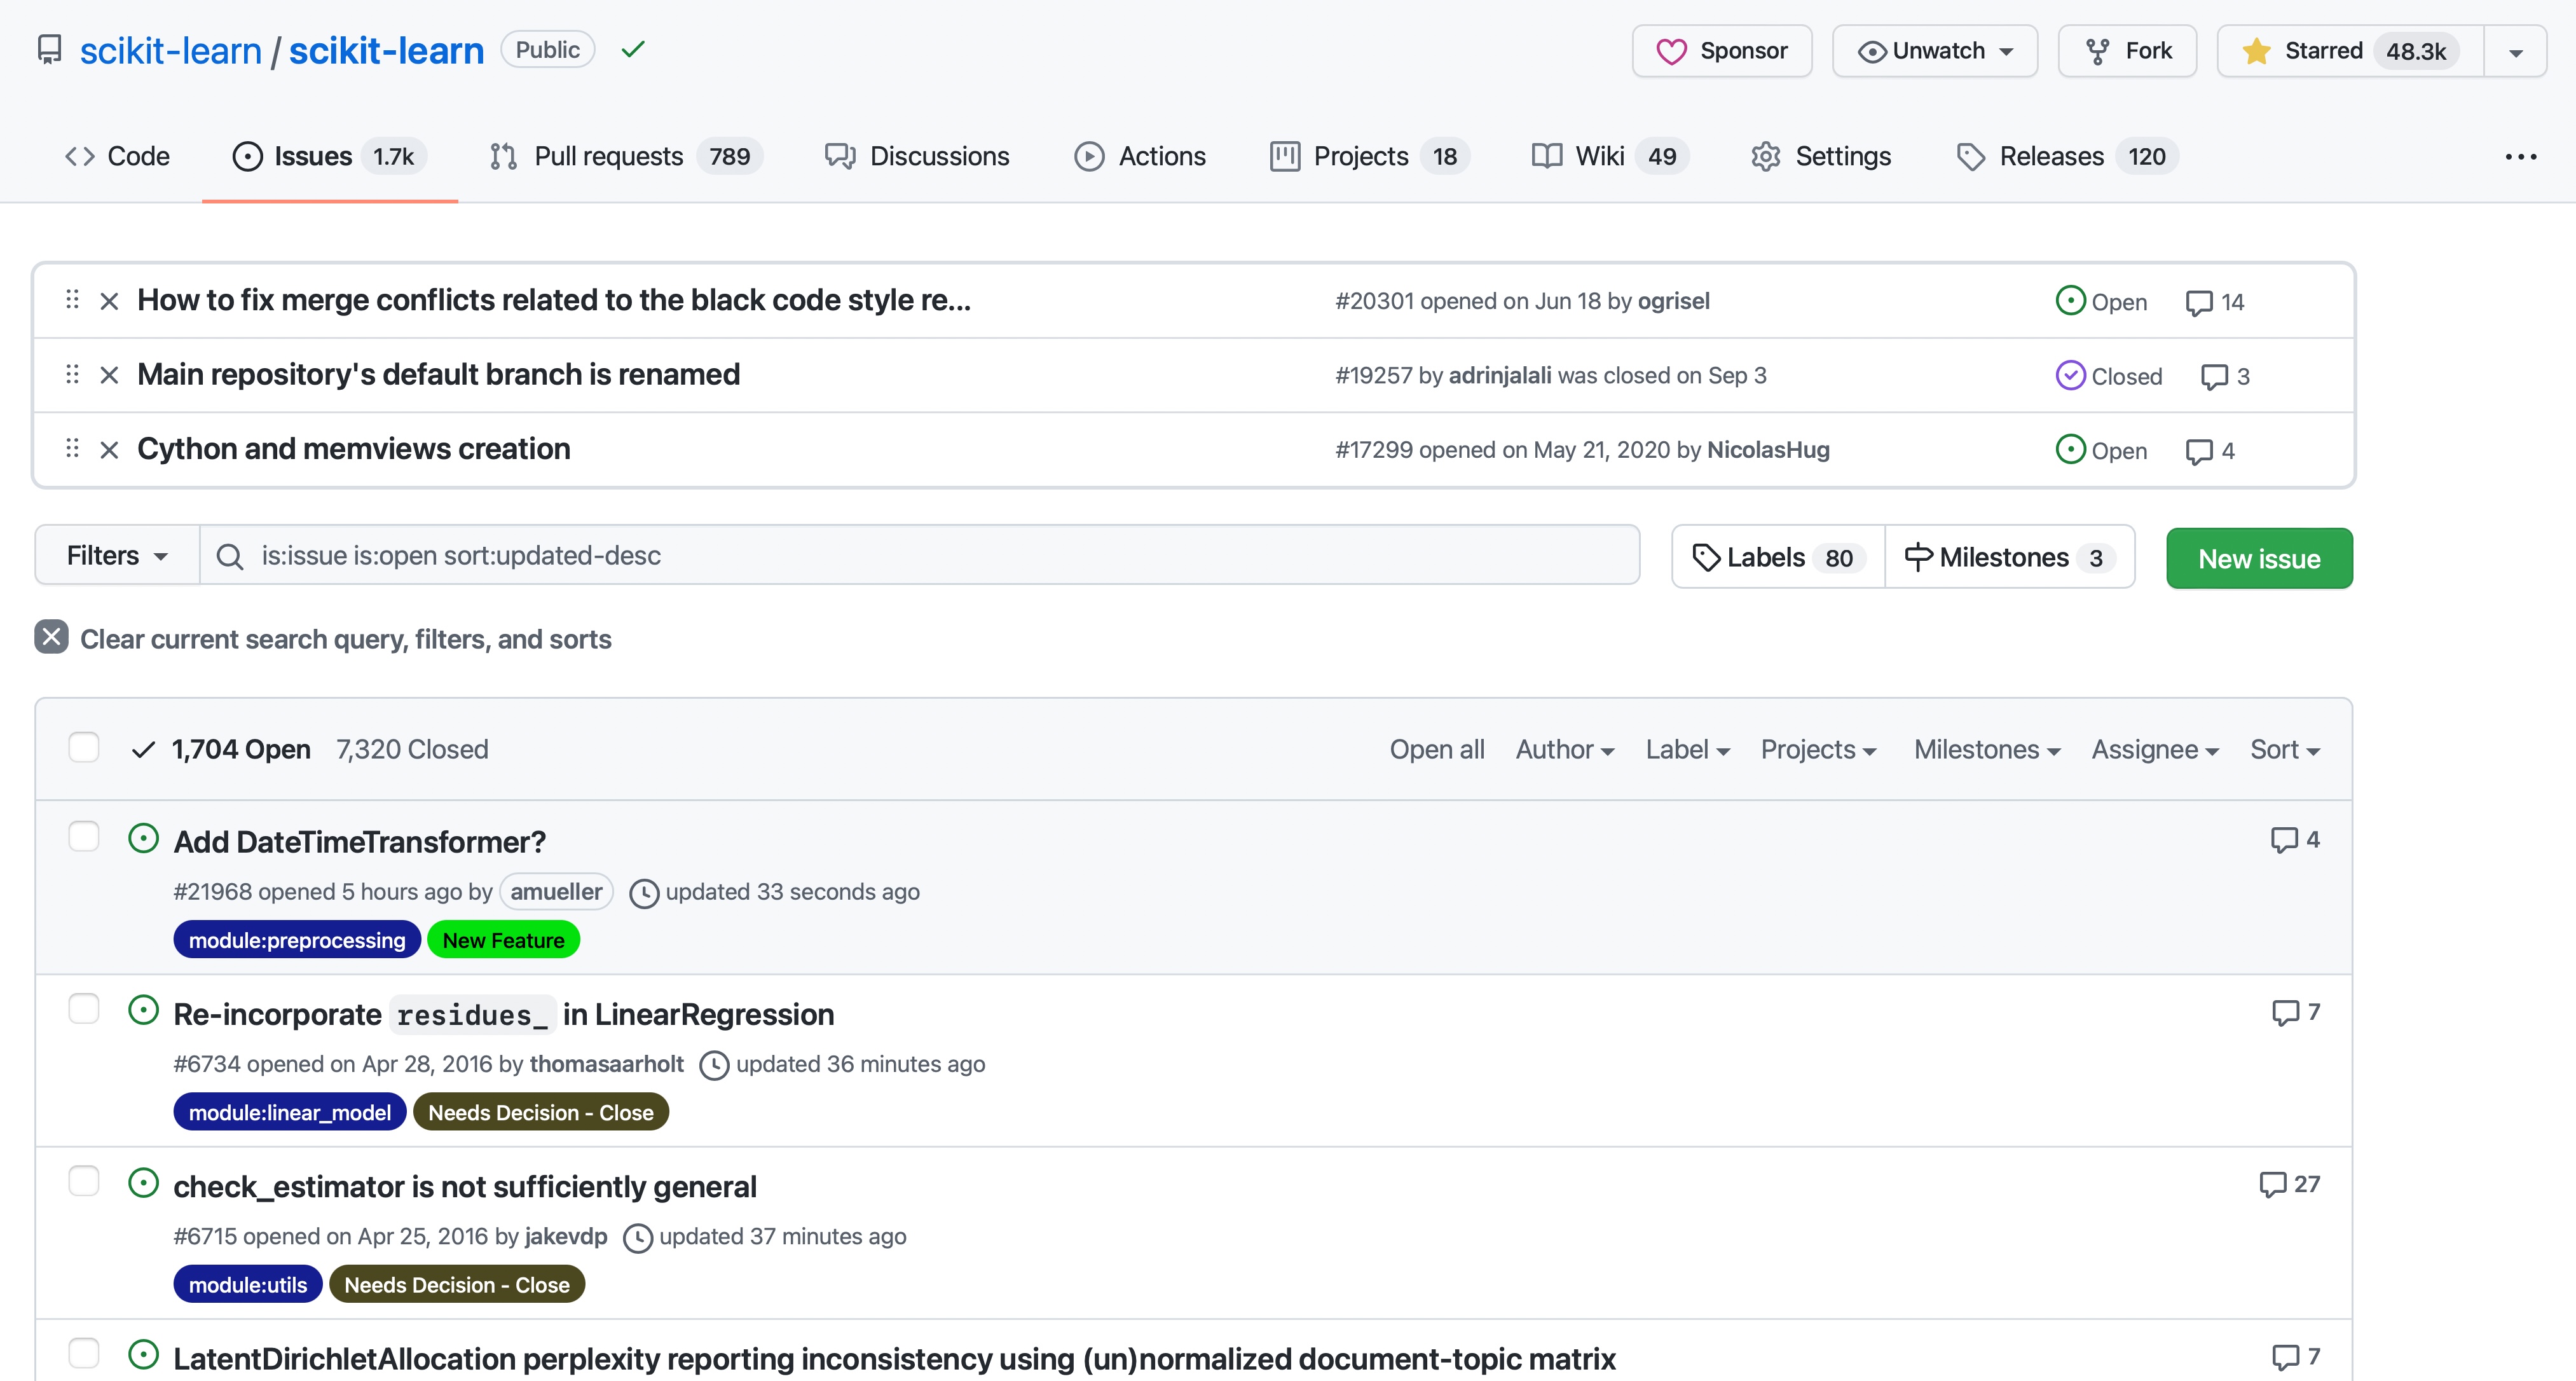 scikit-learn / scikit-learn Public Sponsor Unwatch Fork Starred 48.3k
Code Issues 1.7k Pull requests 789 Discussions Actions Projects 18 Wiki 49 Settings Releases 120
How to fix merge conflicts related to the black code style re... #20301 opened on Jun 18 by ogrisel Open 14
Main repository's default branch is renamed #19257 by adrinjalali was closed on Sep 3 Closed 3
Cython and memviews creation #17299 opened on May 21, 2020 by NicolasHug Open 4
Filters is:issue is:open sort:updated-desc Labels 80 Milestones 3 New issue
Clear current search query, filters, and sorts
1,704 Open 7,320 Closed Open all Author Label Projects Milestones Assignee Sort
Add DateTimeTransformer? 4
#21968 opened 5 hours ago by amueller updated 33 seconds ago
module:preprocessing New Feature
Re-incorporate residues_ in LinearRegression 7
#6734 opened on Apr 28, 2016 by thomasaarholt updated 36 minutes ago
module:linear_model Needs Decision - Close
check_estimator is not sufficiently general 27
#6715 opened on Apr 25, 2016 by jakevdp updated 37 minutes ago
module:utils Needs Decision - Close
LatentDirichletAllocation perplexity reporting inconsistency using (un)normalized document-topic matrix 7